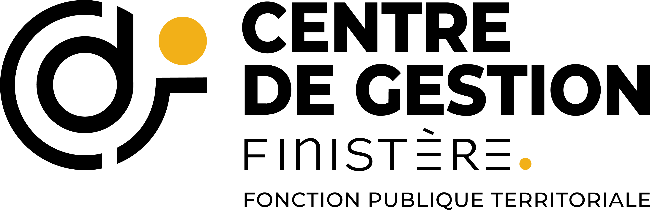 CENTRE
DE GESTION
FINISTÈRE.
FONCTION PUBLIQUE TERRITORIALE